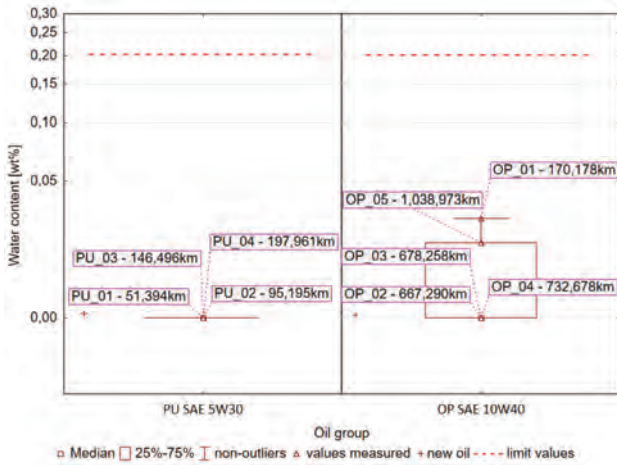 0,30
0,20
0,15
0,10
0,05
0,00
Water content [wt%]
OP_01 - 170,178km
OP_05 - 1,038,973km
PU_04 - 197,961km
PU_03 - 146,496km
OP_03 - 678,258km
PU_01 - 51,394km
PU_02 - 95,195km
OP_02 - 667,290km
OP_04 - 732,678km
PU SAE 5W30
OP SAE 10W40
Oil group
Median 25%-75% non-outliers values measured new oil limit values